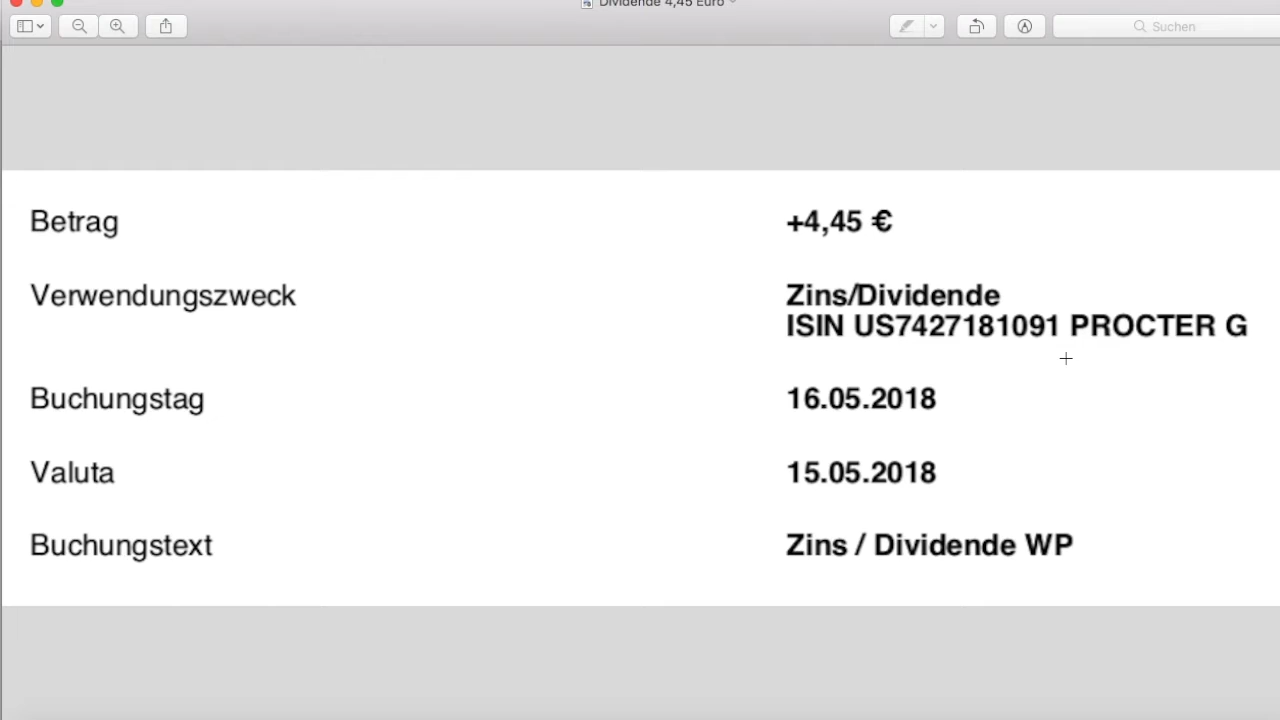 Dividende 4,45 Euro
Suchen
Betrag +4,45 €
Verwendungszweck Zins/Dividende
ISIN US7427181091 PROCTER G
Buchungstag 16.05.2018
Valuta 15.05.2018
Buchungstext Zins / Dividende WP